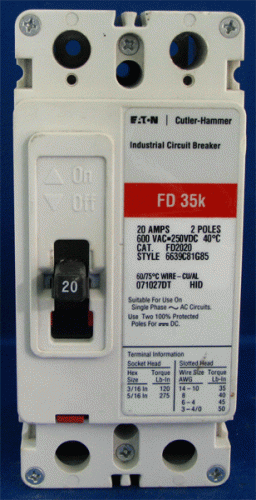 E·T·N Cutler-Hammer
Industrial Circuit Breaker
FD 35k
On
Off
20
20 AMPS 2 POLES
600 VAC•250VDC 40°C
CAT. FD2020
STYLE 6639C81G85
60/75°C WIRE-CU/AL
071027DT HID
Suitable For Use On
Single Phase ~ AC Circuits.
Use Two 100% Protected
Poles For DC.
Terminal Information
Socket Head Slotted Head
Hex Torque Wire Size Torque
Size Lb-In AWG Lb-In
3/16 In 120 14-10 35
5/16 In 275 8 40
6-4 45
3-4/0 50